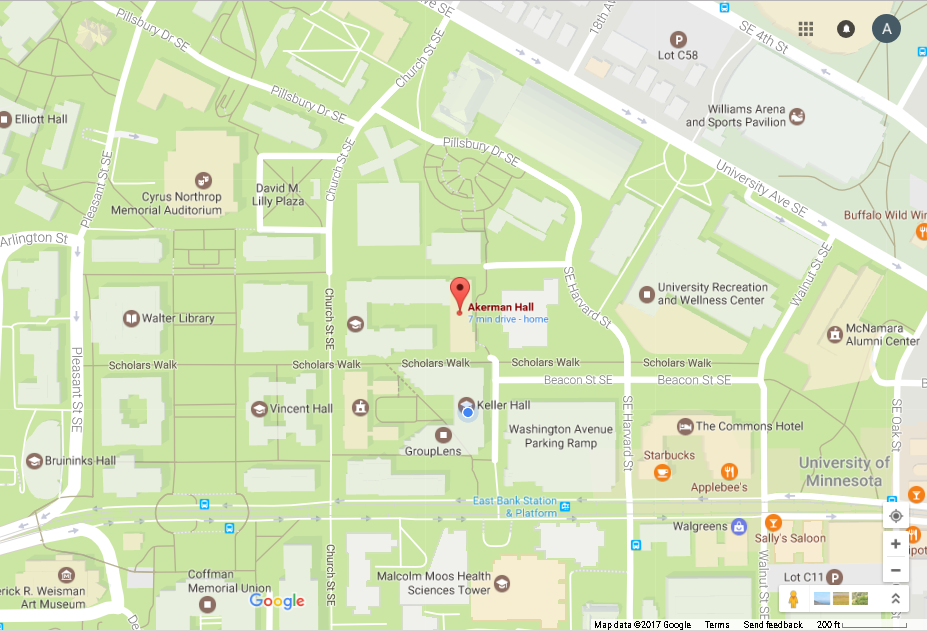 Pillsbury Dr SE
ve SE
18th A
SE 4th St
A
Church St SE
Lot C58
Elliott Hall
Pillsbury Dr SE
Williams Arena
and Sports Pavilion
Pleasant St SE
Pillsbury Dr SE
Church St SE
University Ave SE
Cyrus Northrop
Memorial Auditorium
David M.
Lilly Plaza
Buffalo Wild Win
Arlington St
Walnut St SE
SE Harvard St
University Recreation
and Wellness Center
Akerman Hall
7 min drive - home
Walter Library
Church St SE
McNamara
Alumni Center
Pleasant St SE
Scholars Walk
Scholars Walk
Scholars Walk
Scholars Walk
Scholars Walk
Beacon St SE
Beacon St SE
B
Vincent Hall
Keller Hall
SE Harvard St
SE Oak St
Washington Avenue
Parking Ramp
The Commons Hotel
GroupLens
Bruininks Hall
Starbucks
Applebee's
University of
Minnesota
East Bank Station
& Platform
Walgreens
Sally's Saloon
pot
De
Church St SE
Walnut St SE
Coffman
Memorial Union
Malcolm Moos Health
Sciences Tower
Lot C11
erick R. Weisman
Art Museum
Google
Map data ©2017 Google
Terms
Send feedback
200 ft